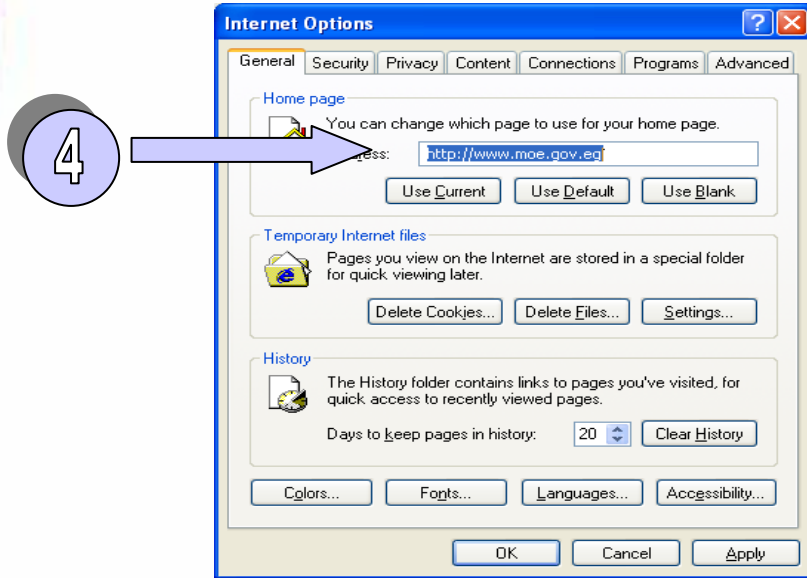 Internet Options
General Security Privacy Content Connections Programs Advanced
Home page
You can change which page to use for your home page.
http://www.moe.gov.eg
4
Use Current Use Default Use Blank
Temporary Internet files
Pages you view on the Internet are stored in a special folder
for quick viewing later.
Delete Cookies... Delete Files... Settings...
History
The History folder contains links to pages you've visited, for
quick access to recently viewed pages.
Days to keep pages in history: 20 Clear History
Colors... Fonts... Languages... Accessibility...
OK Cancel Apply